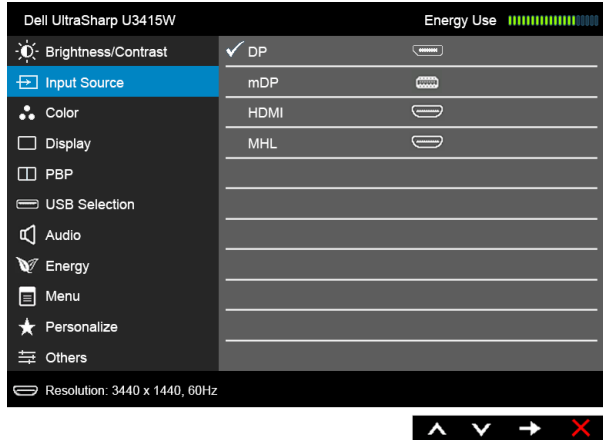 Dell UltraSharp U3415W Energy Use
Brightness/Contrast DP
Input Source mDP
Color HDMI
Display MHL
PBP
USB Selection
Audio
Energy
Menu
Personalize
Others
Resolution: 3440 x 1440, 60Hz